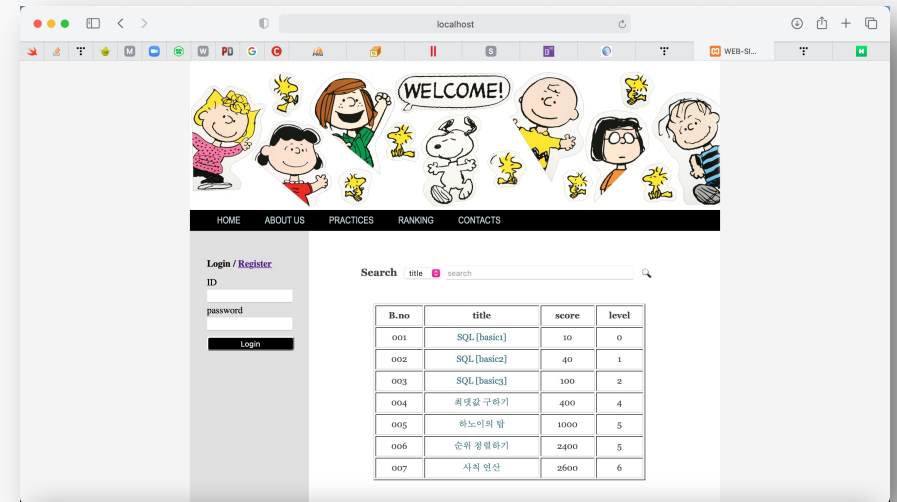 localhost
M
W
PD
G
S
WEB-SI...
WELCOME!
HOME ABOUT US PRACTICES RANKING CONTACTS
Login / Register
ID
password
Login
Search title search
B.no title score level
001 SQL [basic1] 10 0
002 SQL [basic2] 40 1
003 SQL [basic3] 100 2
004 최댓값 구하기 400 4
005 하노이의 탑 1000 5
006 순위 정렬하기 2400 5
007 사칙 연산 2600 6